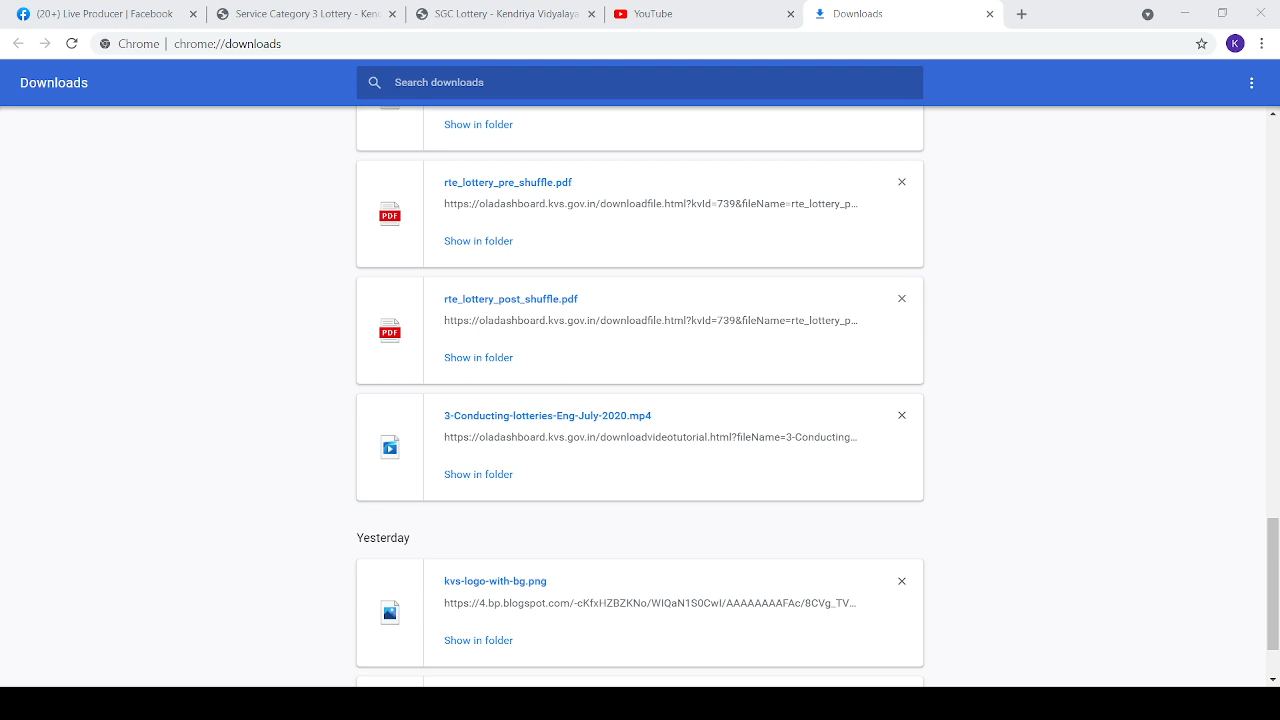 (20+) Live Producer | Facebook
Service Category 3 Lottery - Kend
SGC Lottery - Kendriya Vidyalaya
YouTube
Downloads
Chrome | chrome://downloads
K
Downloads
Search downloads
Show in folder
rte_lottery_pre_shuffle.pdf
https://oladashboard.kvs.gov.in/downloadfile.html?kvId=739&fileName=rte_lottery_p...
PDF
Show in folder
rte_lottery_post_shuffle.pdf
https://oladashboard.kvs.gov.in/downloadfile.html?kvId=739&fileName=rte_lottery_p...
PDF
Show in folder
3-Conducting-lotteries-Eng-July-2020.mp4
https://oladashboard.kvs.gov.in/downloadvideotutorial.html?fileName=3-Conducting...
Show in folder
Yesterday
kvs-logo-with-bg.png
https://4.bp.blogspot.com/-cKfxHZBZKNo/WIQaN1S0CwI/AAAAAAAAFAc/8CVg_TV...
Show in folder